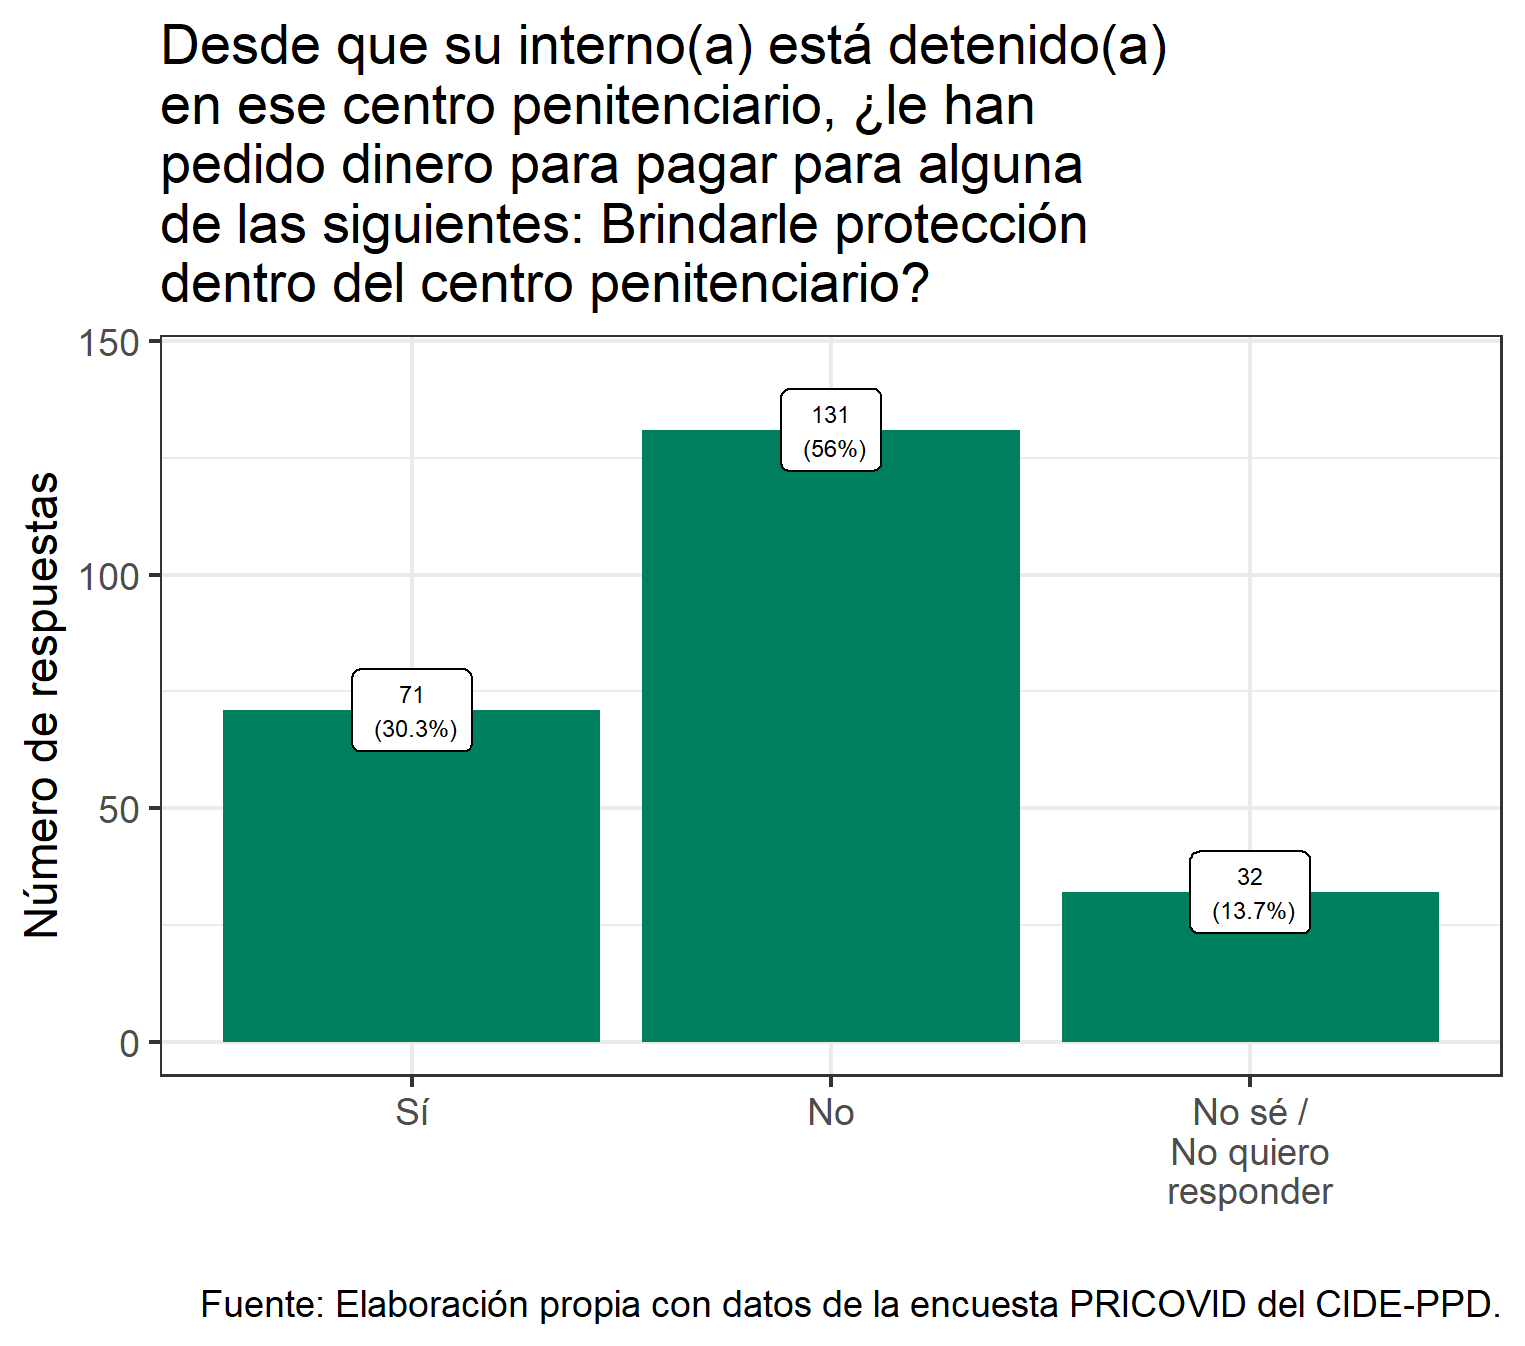 Desde que su interno(a) está detenido(a)
en ese centro penitenciario, ¿le han
pedido dinero para pagar para alguna
de las siguientes: Brindarle protección
dentro del centro penitenciario?
Número de respuestas
150
100
50
0
71
(30.3%)
131
(56%)
32
(13.7%)
Sí
No
No sé /
No quiero
responder
Fuente: Elaboración propia con datos de la encuesta PRICOVID del CIDE-PPD.